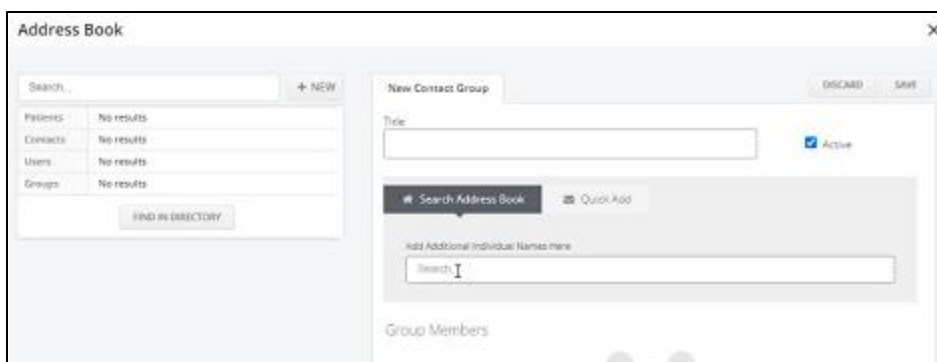 Address Book
×
Search...
+ NEW
Patients No results
Contacts No results
Users No results
Groups No results
FIND IN DIRECTORY
New Contact Group
DISCARD SAVE
Title
Active
Search Address Book Quick Add
Add Additional Individual Names Here
Search
Group Members